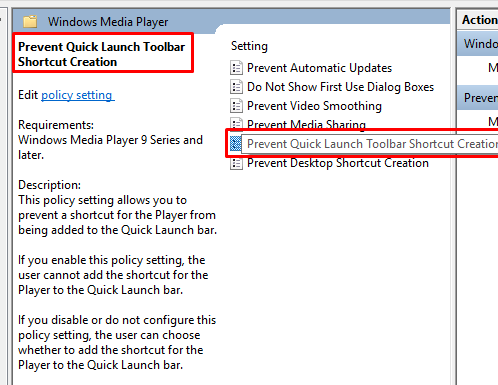 Windows Media Player
Prevent Quick Launch Toolbar
Shortcut Creation
Edit policy setting
Requirements:
Windows Media Player 9 Series and
later.
Description:
This policy setting allows you to
prevent a shortcut for the Player from
being added to the Quick Launch bar.
If you enable this policy setting, the
user cannot add the shortcut for the
Player to the Quick Launch bar.
If you disable or do not configure this
policy setting, the user can choose
whether to add the shortcut for the
Player to the Quick Launch bar.
Setting
Prevent Automatic Updates
Do Not Show First Use Dialog Boxes
Prevent Video Smoothing
Prevent Media Sharing
Prevent Quick Launch Toolbar Shortcut Creation
Prevent Desktop Shortcut Creation
Action
Windo
M
Preven
M